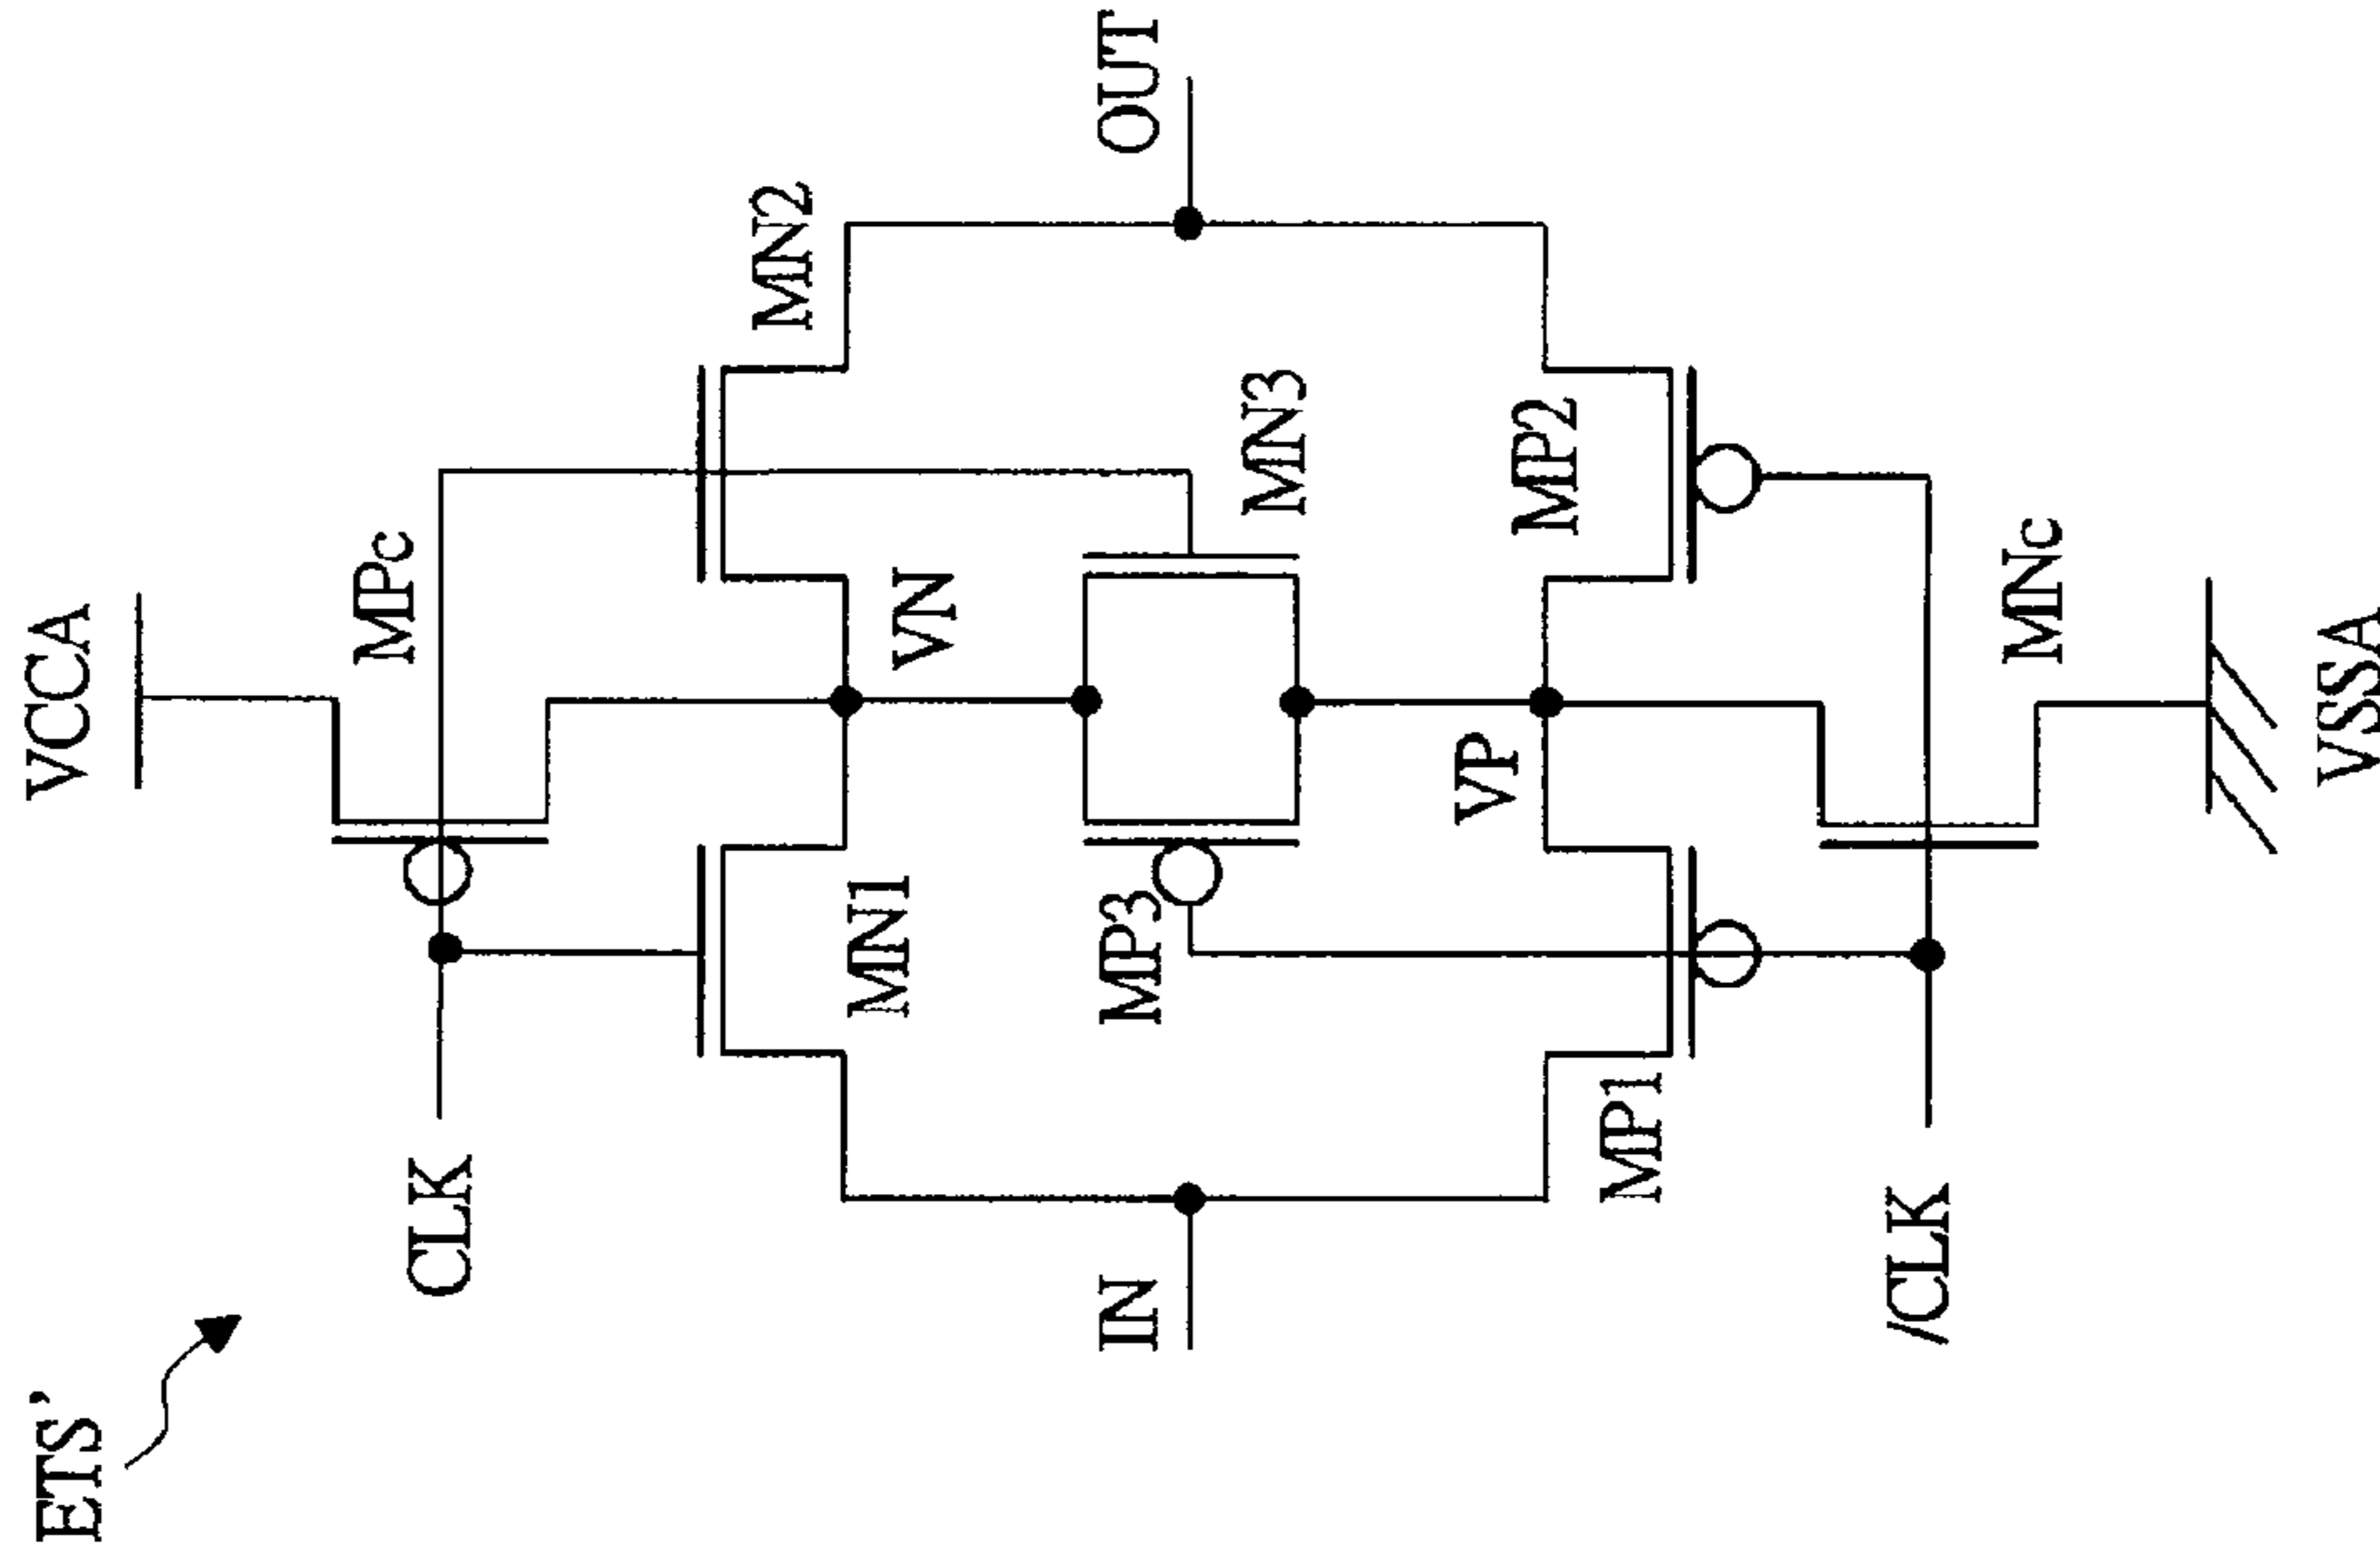 ETS’
VCCA
CLK
MPc
MN2
MN1
VN
IN
MP3
MN3
OUT
VP
MP2
MP1
/CLK
MNc
VSSA